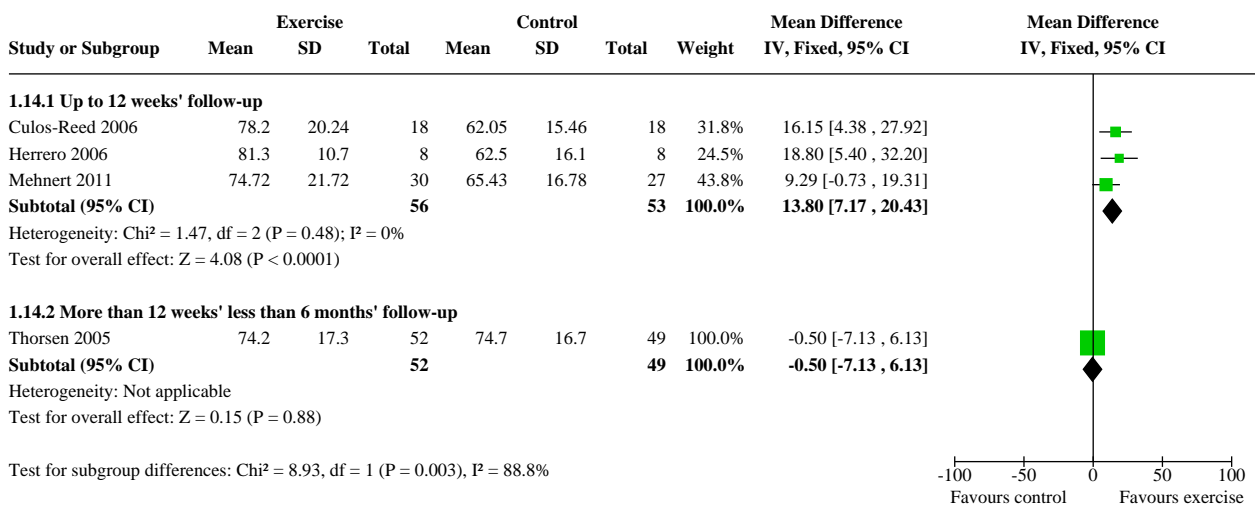 Exercise Control Mean Difference Mean Difference
Study or Subgroup Mean SD Total Mean SD Total Weight IV, Fixed, 95% CI IV, Fixed, 95% CI
1.14.1 Up to 12 weeks' follow-up
Culos-Reed 2006 78.2 20.24 18 62.05 15.46 18 31.8% 16.15 [4.38 , 27.92]
Herrero 2006 81.3 10.7 8 62.5 16.1 8 24.5% 18.80 [5.40 , 32.20]
Mehnert 2011 74.72 21.72 30 65.43 16.78 27 43.8% 9.29 [-0.73 , 19.31]
Subtotal (95% CI) 56 53 100.0% 13.80 [7.17 , 20.43]
Heterogeneity: Chi² = 1.47, df = 2 (P = 0.48); I² = 0%
Test for overall effect: Z = 4.08 (P < 0.0001)
1.14.2 More than 12 weeks' less than 6 months' follow-up
Thorsen 2005 74.2 17.3 52 74.7 16.7 49 100.0% -0.50 [-7.13 , 6.13]
Subtotal (95% CI) 52 49 100.0% -0.50 [-7.13 , 6.13]
Heterogeneity: Not applicable
Test for overall effect: Z = 0.15 (P = 0.88)
Test for subgroup differences: Chi² = 8.93, df = 1 (P = 0.003), I² = 88.8%
-100 -50 0 50 100
Favours control Favours exercise